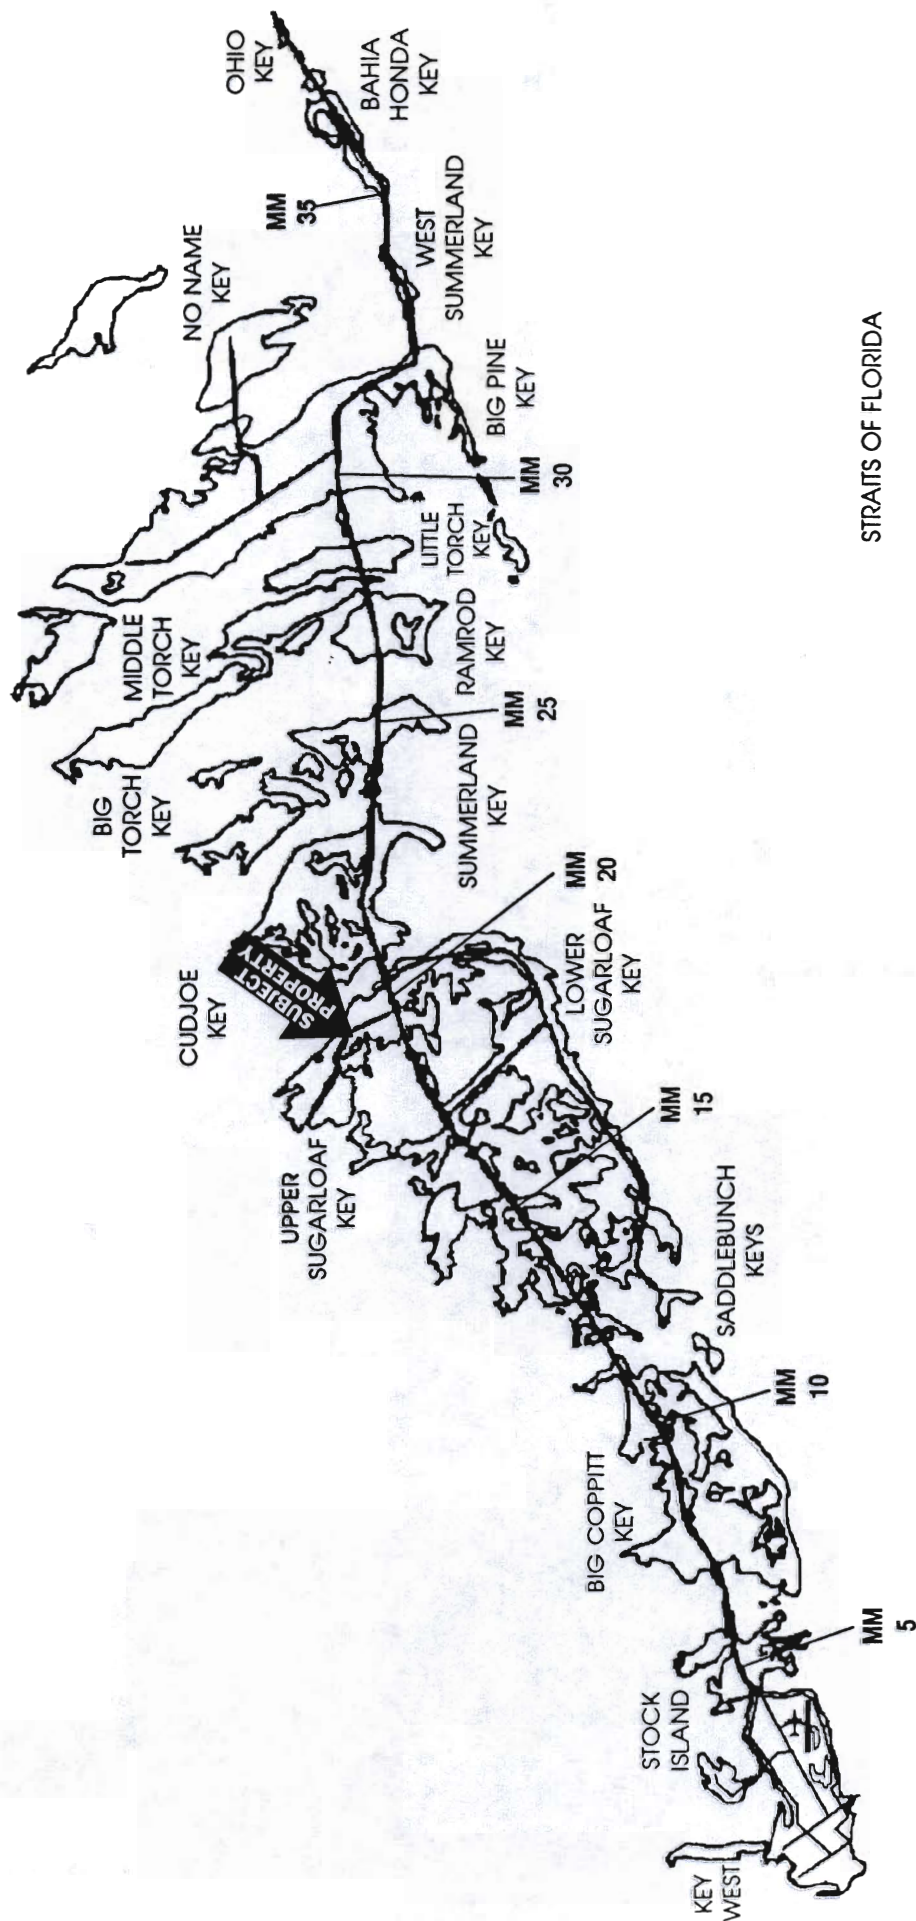 OHIO
KEY
BAHIA
HONDA
KEY
MM
35
WEST
SUMMERLAND
KEY
NO NAME
KEY
BIG PINE
KEY
MM
30
LITTLE
TORCH
KEY
MIDDLE
TORCH
KEY
RAMROD
KEY
MM
25
BIG
TORCH
KEY
SUMMERLAND
KEY
MM
20
CUDJOE
KEY
SUBJECT
PROPERTY
LOWER
SUGARLOAF
KEY
MM
15
UPPER
SUGARLOAF
KEY
SADDLEBUNCH
KEYS
MM
10
BIG COPPITT
KEY
MM
5
STOCK
ISLAND
KEY
WEST
STRAITS OF FLORIDA